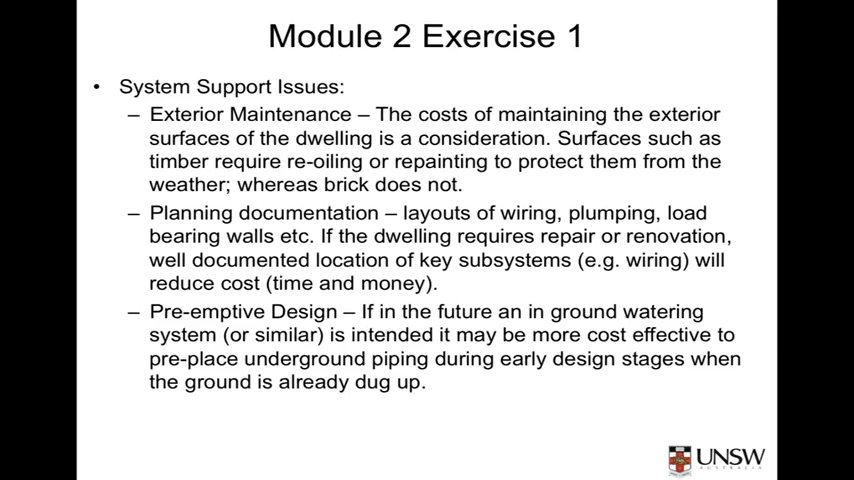 Module 2 Exercise 1
• System Support Issues:
– Exterior Maintenance – The costs of maintaining the exterior
surfaces of the dwelling is a consideration. Surfaces such as
timber require re-oiling or repainting to protect them from the
weather; whereas brick does not.
– Planning documentation – layouts of wiring, plumping, load
bearing walls etc. If the dwelling requires repair or renovation,
well documented location of key subsystems (e.g. wiring) will
reduce cost (time and money).
– Pre-emptive Design – If in the future an in ground watering
system (or similar) is intended it may be more cost effective to
pre-place underground piping during early design stages when
the ground is already dug up.
UNSW
AUSTRALIA